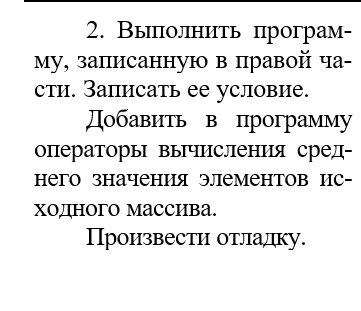 2. Выполнить програм-
му, записанную в правой ча-
сти. Записать ее условие.
Добавить в программу
операторы вычисления сред-
него значения элементов ис-
ходного массива.
Произвести отладку.